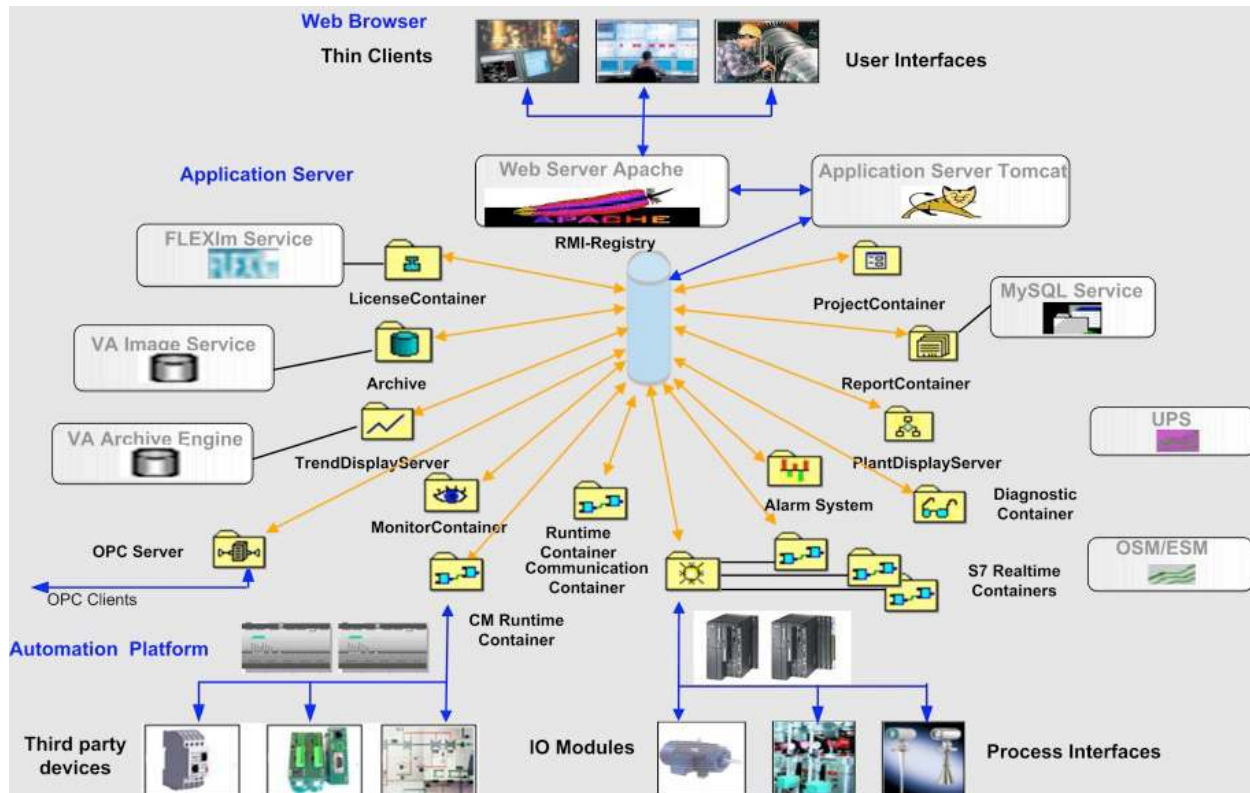 Web Browser
Thin Clients
User Interfaces
Web Server Apache
Application Server Tomcat
Application Server
APACHE
RMI-Registry
FLEXlm Service
LicenseContainer
ProjectContainer
MySQL Service
VA Image Service
Archive
ReportContainer
VA Archive Engine
TrendDisplayServer
PlantDisplayServer
UPS
MonitorContainer
Runtime
Container
Alarm System
Diagnostic
Container
OPC Server
Communication
Container
OSM/ESM
S7 Realtime
Containers
OPC Clients
CM Runtime
Container
Automation Platform
Third party
devices
IO Modules
Process Interfaces